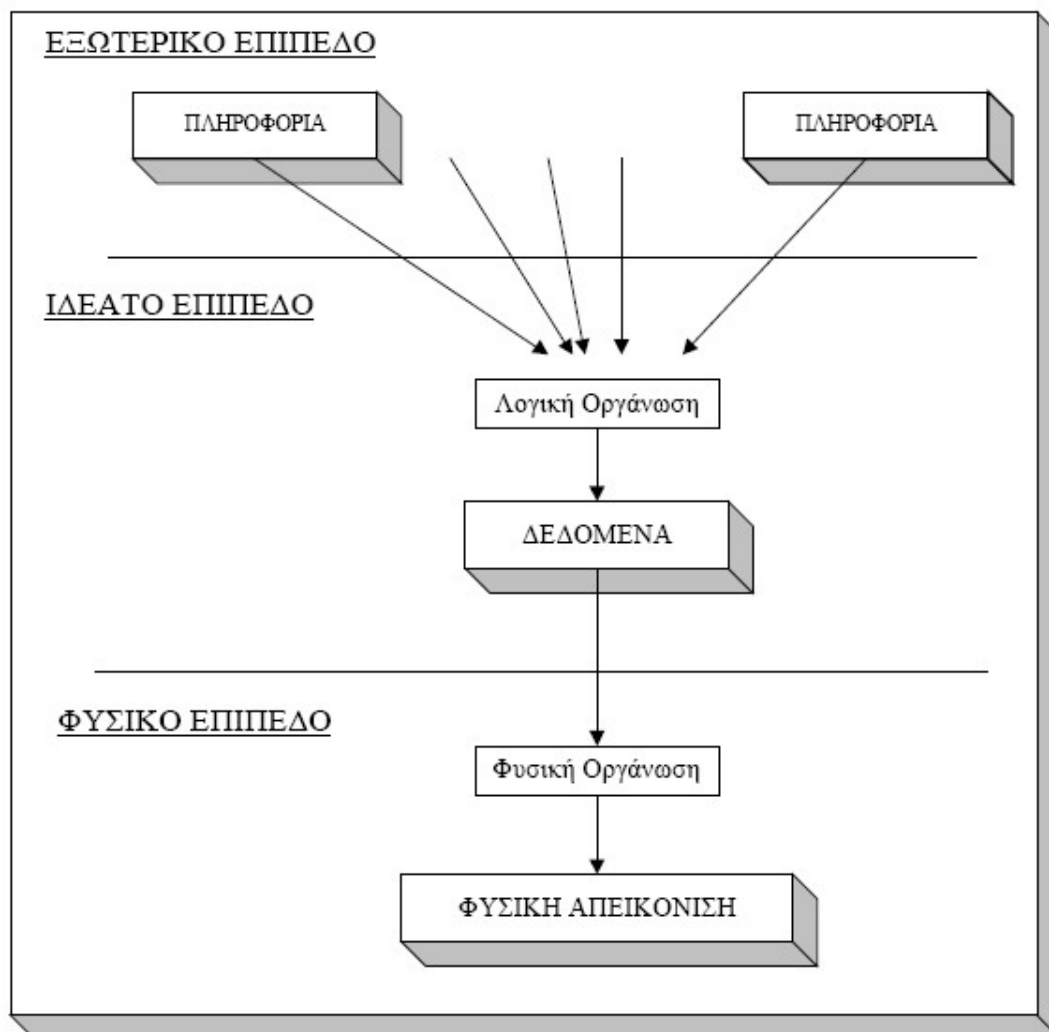 ΕΞΩΤΕΡΙΚΟ ΕΠΙΠΕΔΟ
ΠΛΗΡΟΦΟΡΙΑ
ΠΛΗΡΟΦΟΡΙΑ
ΙΔΕΑΤΟ ΕΠΙΠΕΔΟ
Λογική Οργάνωση
ΔΕΔΟΜΕΝΑ
ΦΥΣΙΚΟ ΕΠΙΠΕΔΟ
Φυσική Οργάνωση
ΦΥΣΙΚΗ ΑΠΕΙΚΟΝΙΣΗ